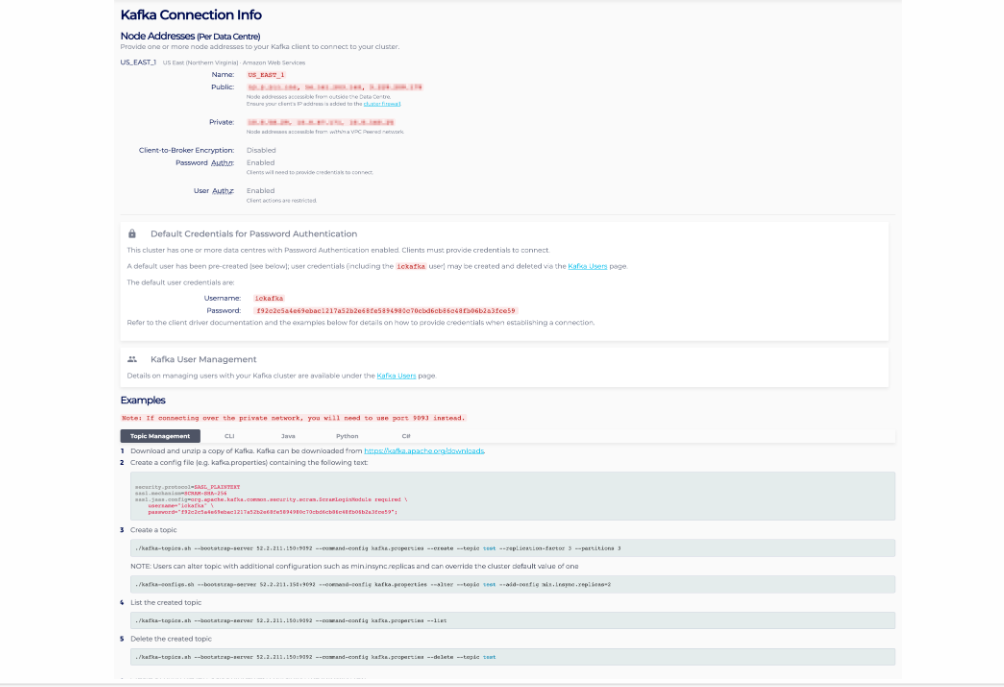 Kafka Connection Info
Node Addresses (Per Data Centre)
Provide one or more node addresses to your Kafka client to connect to your cluster.
US_EAST_1 US East (Northern Virginia) - Amazon Web Services
Name: US_EAST_1
Public:
Node addresses accessible from outside the Data Centre.
Ensure your client's IP address is added to the cluster firewall
Private:
Node addresses accessible from within a VPC Peered network.
Client-to-Broker Encryption: Disabled
Password Authn: Enabled
Clients will need to provide credentials to connect.
User Authz: Enabled
Client actions are restricted.
Default Credentials for Password Authentication
This cluster has one or more data centres with Password Authentication enabled. Clients must provide credentials to connect.
A default user has been pre-created (see below); user credentials (including the ickafka user) may be created and deleted via the Kafka Users page.
The default user credentials are:
Username: ickafka
Password:
Refer to the client driver documentation and the examples below for details on how to provide credentials when establishing a connection.
Kafka User Management
Details on managing users with your Kafka cluster are available under the Kafka Users page.
Examples
Note: If connecting over the private network, you will need to use port 9093 instead.
Topic Management CLI Java Python C#
1 Download and unzip a copy of Kafka. Kafka can be downloaded from https://kafka.apache.org/downloads.
2 Create a config file (e.g. kafka.properties) containing the following text:
security.protocol=SASL_PLAINTEXT
sasl.mechanism=SCRAM-SHA-256
sasl.jaas.config=org.apache.kafka.common.security.scram.ScramLoginModule required \
username="ickafka" \
password=
3 Create a topic
./kafka-topics.sh --bootstrap-server 52.2.211.150:9092 --command-config kafka.properties --create --topic test --replication-factor 3 --partitions 3
NOTE: Users can alter topic with additional configuration such as min.insync.replicas and can override the cluster default value of one
./kafka-configs.sh --bootstrap-server 52.2.211.150:9092 --command-config kafka.properties --alter --topic test --add-config min.insync.replicas=2
4 List the created topic
./kafka-topics.sh --bootstrap-server 52.2.211.150:9092 --command-config kafka.properties --list
5 Delete the created topic
./kafka-topics.sh --bootstrap-server 52.2.211.150:9092 --command-config kafka.properties --delete --topic test